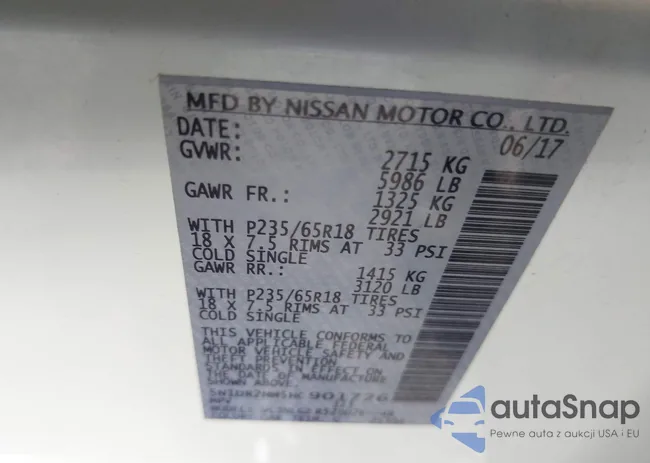 MFD BY NISSAN MOTOR CO., LTD.
DATE: 06/17
GVWR: 2715 KG
5986 LB
GAWR FR.: 1325 KG
2921 LB
WITH P235/65R18 TIRES
18 X 7.5 RIMS AT 33 PSI
COLD SINGLE
GAWR RR.: 1415 KG
3120 LB
WITH P235/65R18 TIRES
18 X 7.5 RIMS AT 33 PSI
COLD SINGLE
THIS VEHICLE CONFORMS TO
ALL APPLICABLE FEDERAL
MOTOR VEHICLE SAFETY AND
THEFT PREVENTION
STANDARDS IN EFFECT ON
THE DATE OF MANUFACTURE
SHOWN ABOVE.
MPV
autoSnap
Pewne auta z aukcji USA i EU